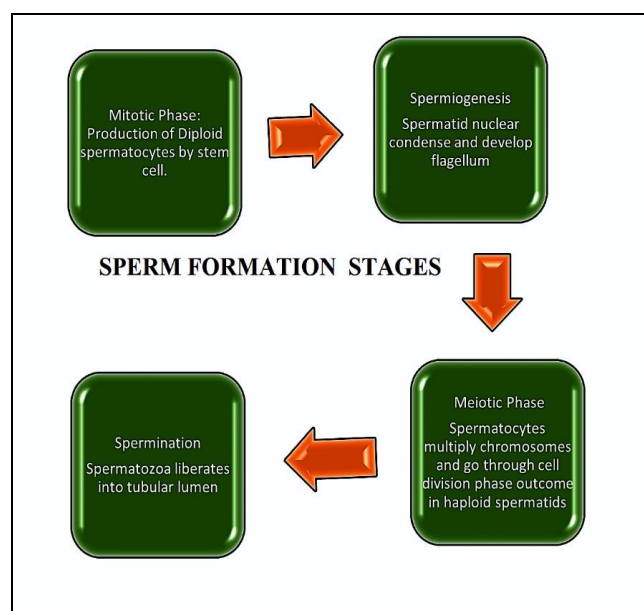 Mitotic Phase:
Production of Diploid
spermatocytes by stem
cell.
Spermiogenesis
Spermatid nuclear
condense and develop
flagellum
SPERM FORMATION STAGES
Meiotic Phase
Spermatocytes
multiply chromosomes
and go through cell
division phase outcome
in haploid spermatids
Spermination
Spermatozoa liberates
into tubular lumen